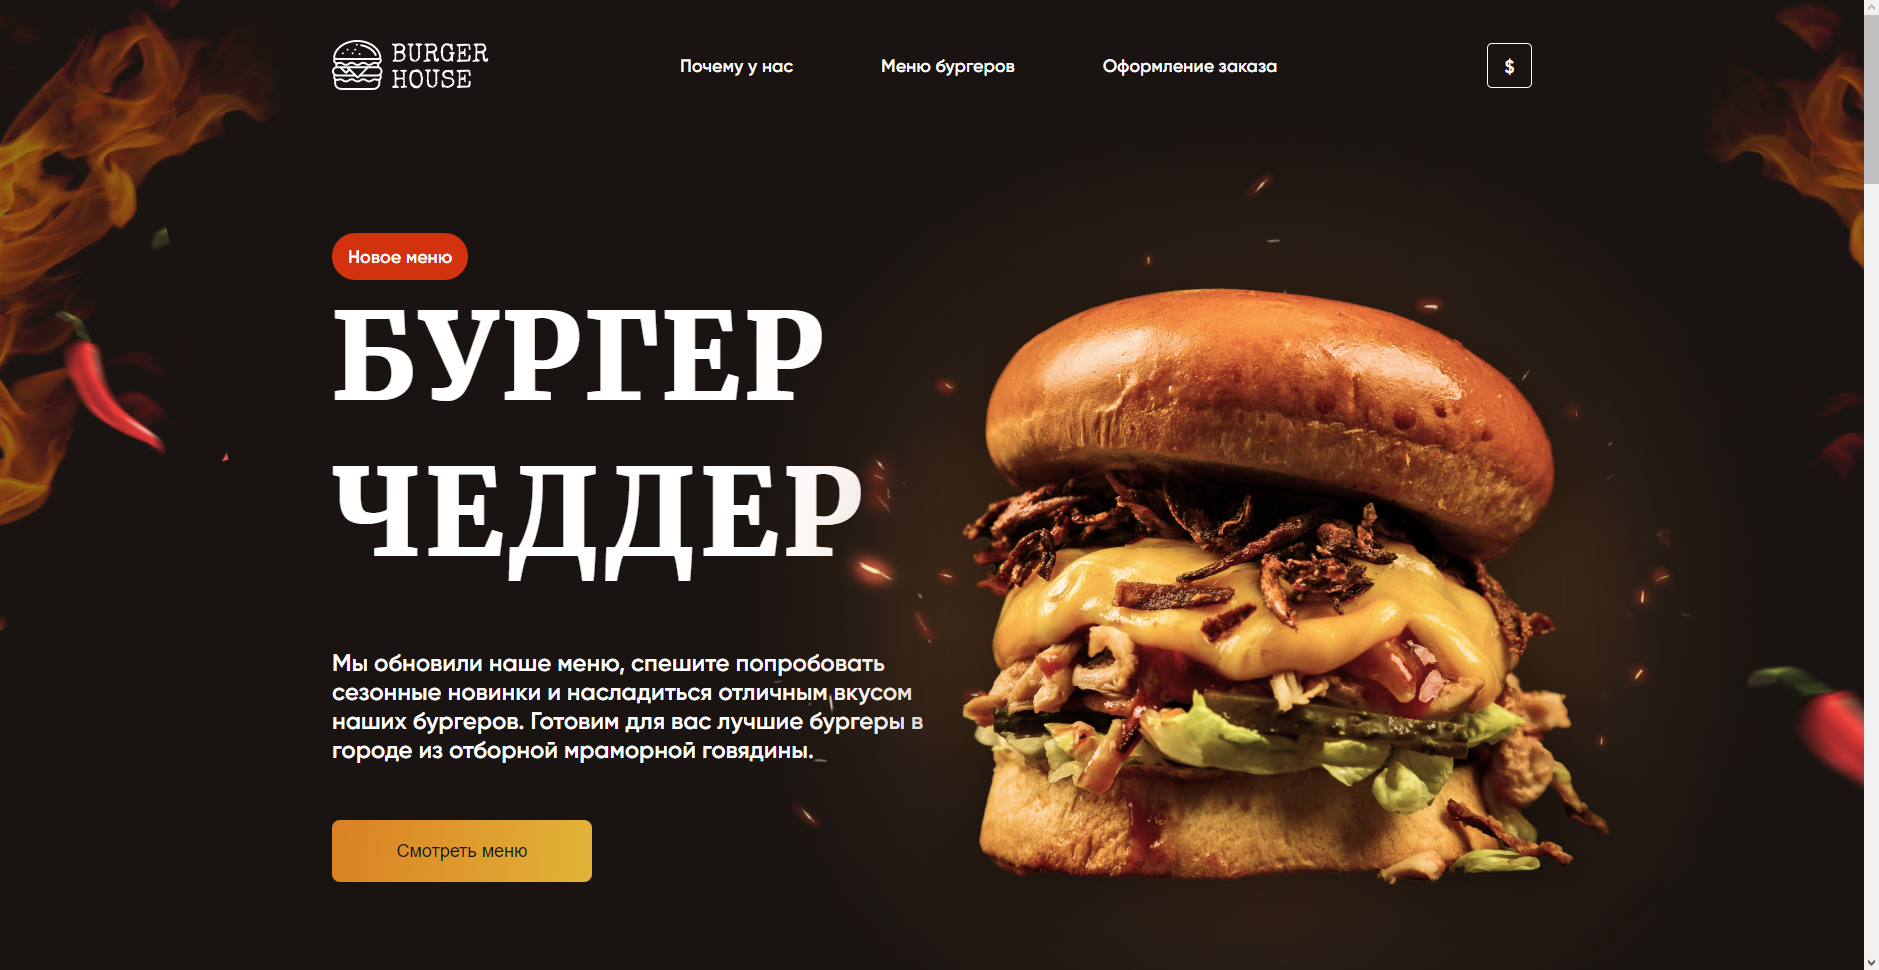 BURGER
HOUSE
Почему у нас
Меню бургеров
Оформление заказа
$
Новое меню
БУРГЕР
ЧЕДДЕР
Мы обновили наше меню, спешите попробовать
сезонные новинки и насладиться отличным вкусом
наших бургеров. Готовим для вас лучшие бургеры в
городе из отборной мраморной говядины.
Смотреть меню